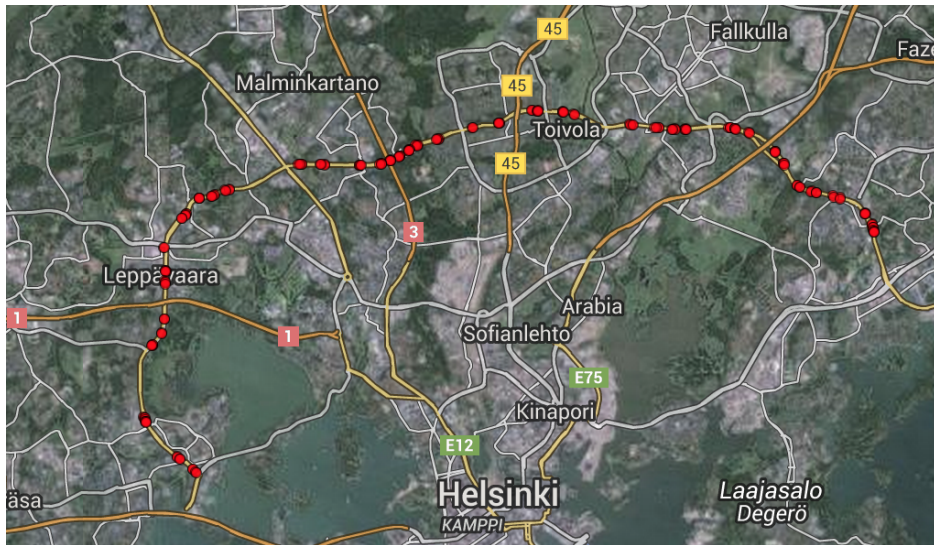 45
Fallkulla
Faze
Malminkartano
45
Toivola
45
3
Leppävaara
1
1
Arabia
Sofianlehto
E75
Kinapori
E12
Helsinki
KAMPPI
Laajasalo
Degerö
äsa